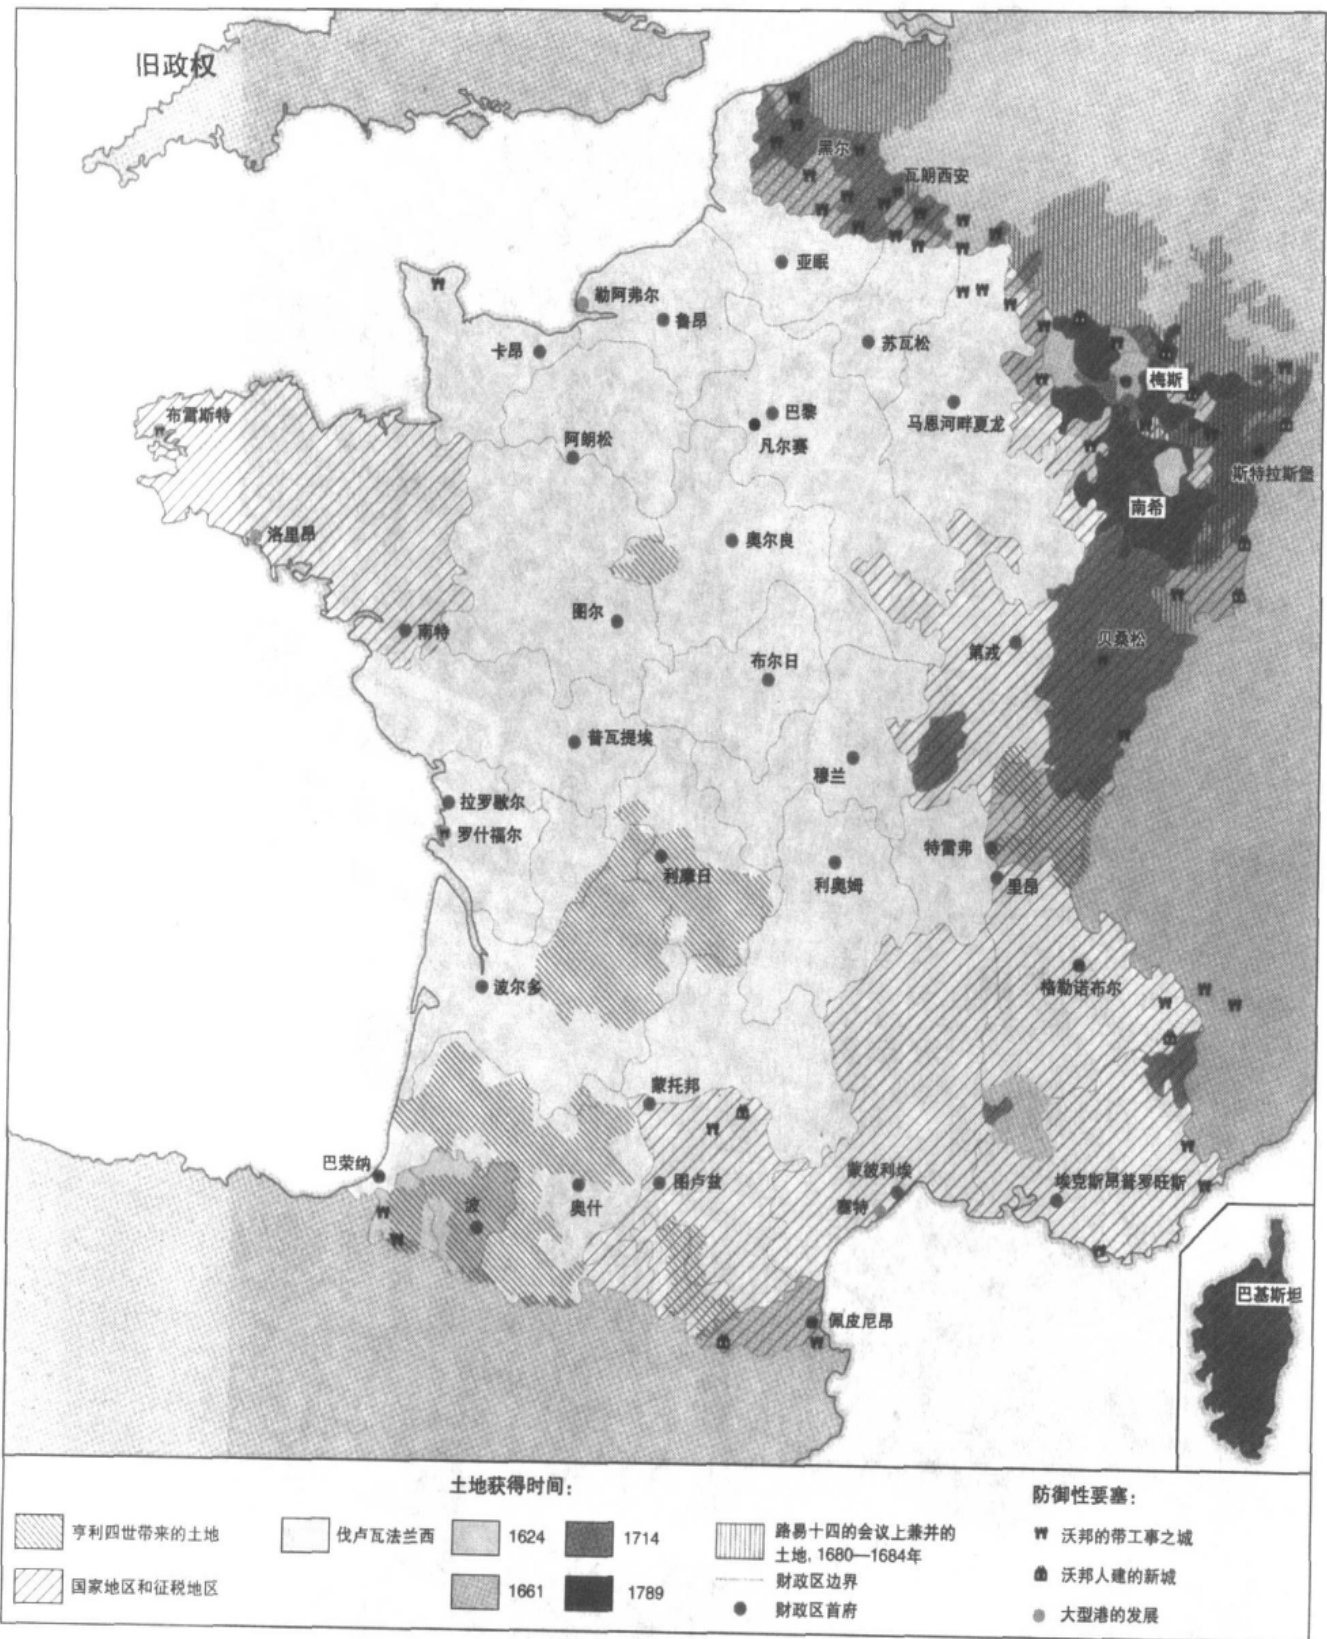 旧政权
黑尔
瓦朗西安
亚眠
勒阿弗尔
鲁昂
苏瓦松
卡昂
梅斯
布雷斯特
巴黎
马恩河畔夏龙
阿朗松
凡尔赛
斯特拉斯堡
南希
洛里昂
奥尔良
图尔
南特
贝桑松
第戎
布尔日
普瓦提埃
穆兰
拉罗歇尔
罗什福尔
特雷弗
利摩日
利奥姆
里昂
波尔多
格勒诺布尔
蒙托邦
巴荣纳
蒙彼利埃
图卢兹
埃克斯昂普罗旺斯
波
奥什
塞特
巴基斯坦
佩皮尼昂
土地获得时间：
防御性要塞：
亨利四世带来的土地
伐卢瓦法兰西
1624
1714
路易十四的会议上兼并的
土地，1680—1684年
沃邦的带工事之城
国家地区和征税地区
1661
1789
财政区边界
沃邦人建的新城
财政区首府
大型港的发展